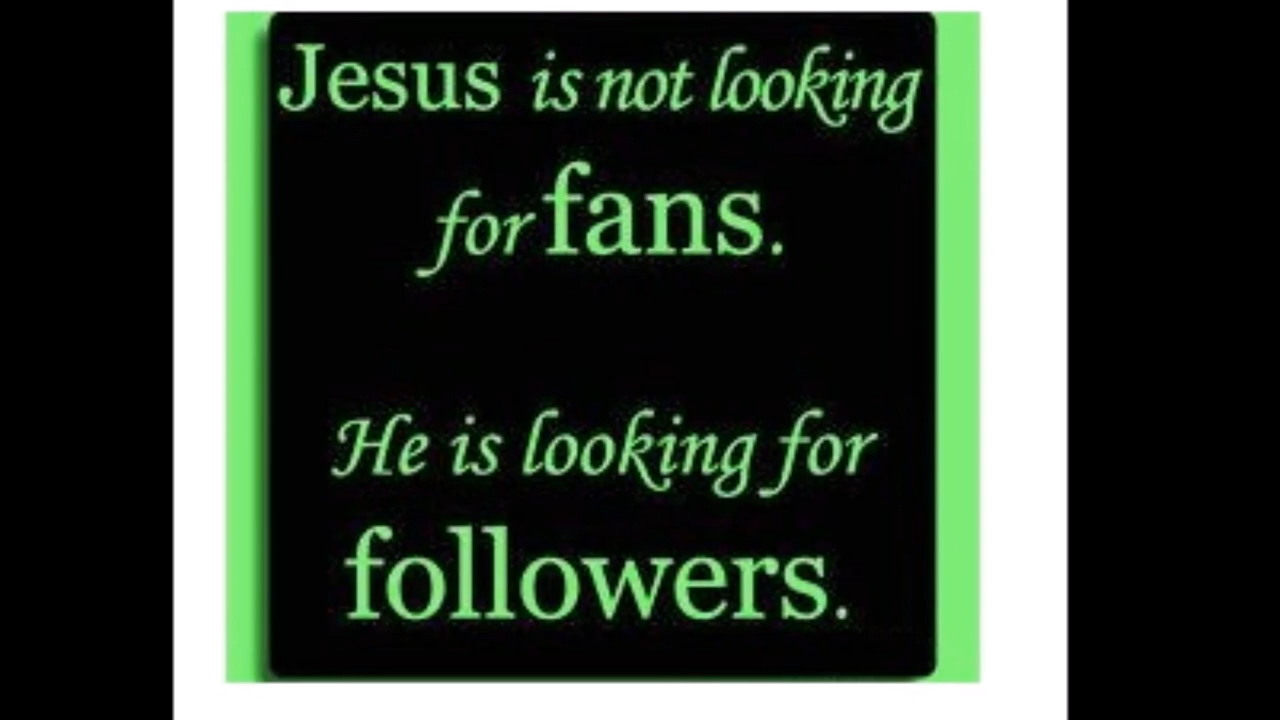 Jesus is not looking
for fans.
He is looking for
followers.